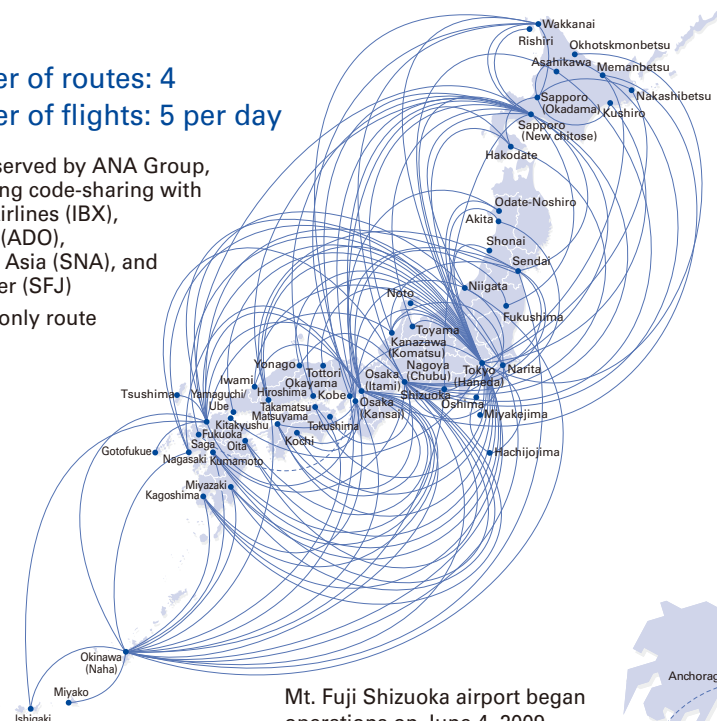 er of routes: 4
er of flights: 5 per day
served by ANA Group,
ng code-sharing with
irlines (IBX),
(ADO),
Asia (SNA), and
er (SFJ)
only route
Wakkanai
Rishiri
Okhotskmonbetsu
Asahikawa
Memanbetsu
Nakashibetsu
Sapporo
(Okadama)
Kushiro
Sapporo
(New chitose)
Hakodate
Odate-Noshiro
Akita
Shonai
Sendai
Niigata
Noto
Fukushima
Toyama
Kanazawa
(Komatsu)
Nagoya
(Chubu)
Tokyo
(Haneda)
Narita
Yonago
Tottori
Osaka
(Itami)
Iwami
Okayama
Hiroshima
Kobe
Shizuoka
Oshima
Tsushima
Yamaguchi/
Ube
Takamatsu
Osaka
(Kansai)
Miyakejima
Kitakyushu
Matsuyama
Tokushima
Fukuoka
Saga
Oita
Kochi
Gotofukue
Nagasaki
Kumamoto
Hachijojima
Miyazaki
Kagoshima
Okinawa
(Naha)
Miyako
Ishigaki
Anchorag
Mt. Fuji Shizuoka airport began
operations on June 4, 2009